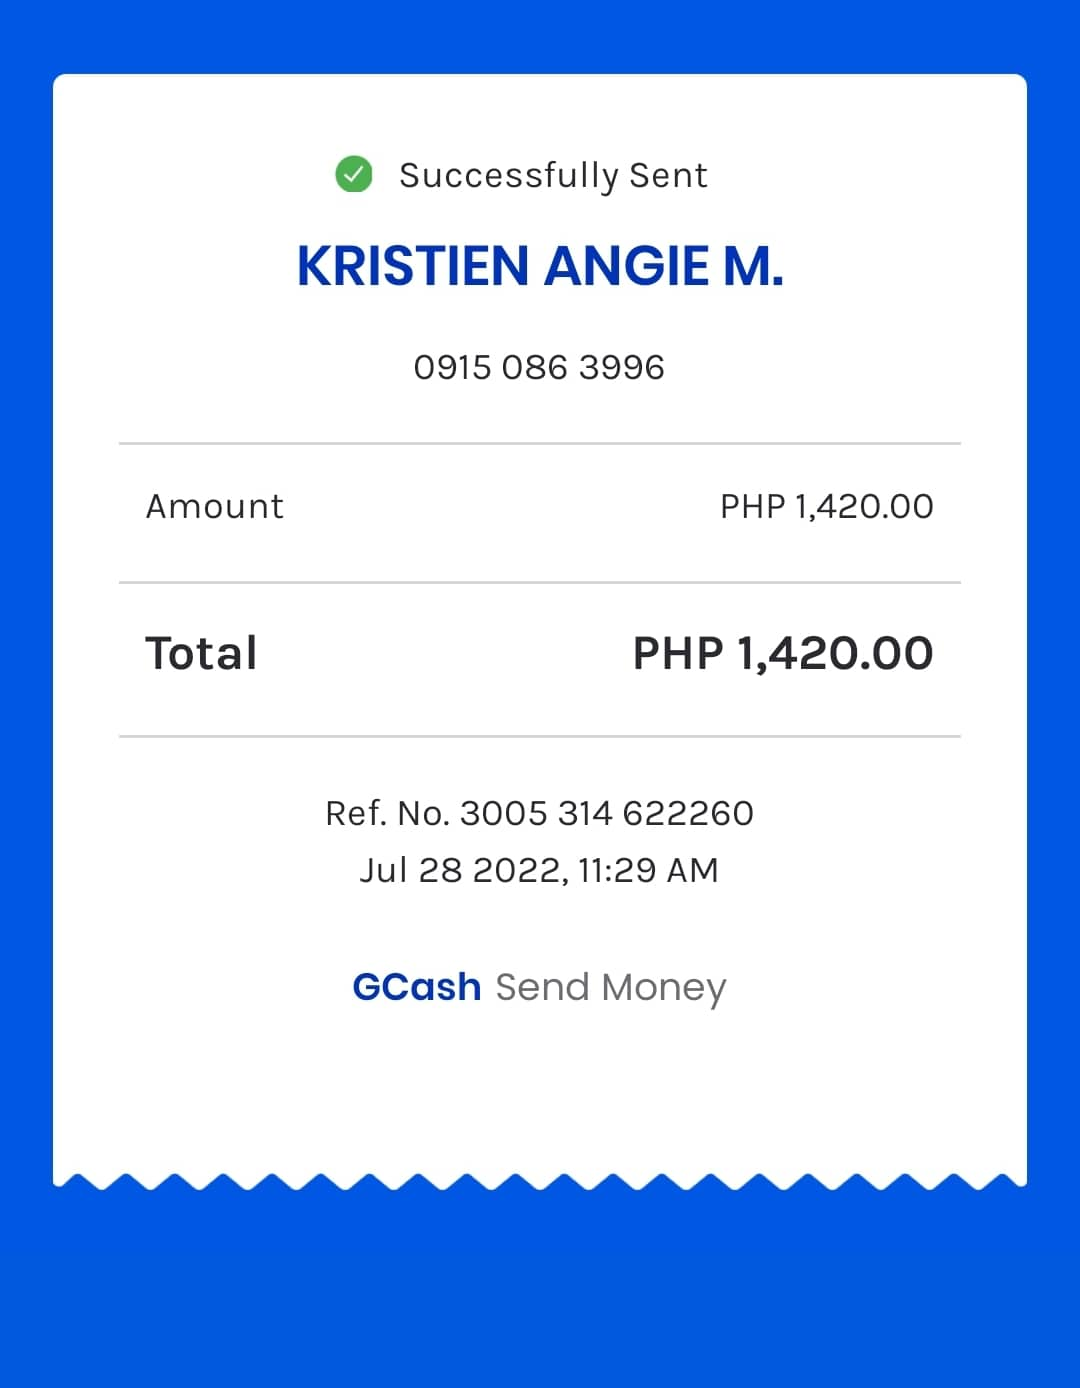 Successfully Sent
KRISTIEN ANGIE M.
0915 086 3996
Amount PHP 1,420.00
Total PHP 1,420.00
Ref. No. 3005 314 622260
Jul 28 2022, 11:29 AM
GCash Send Money